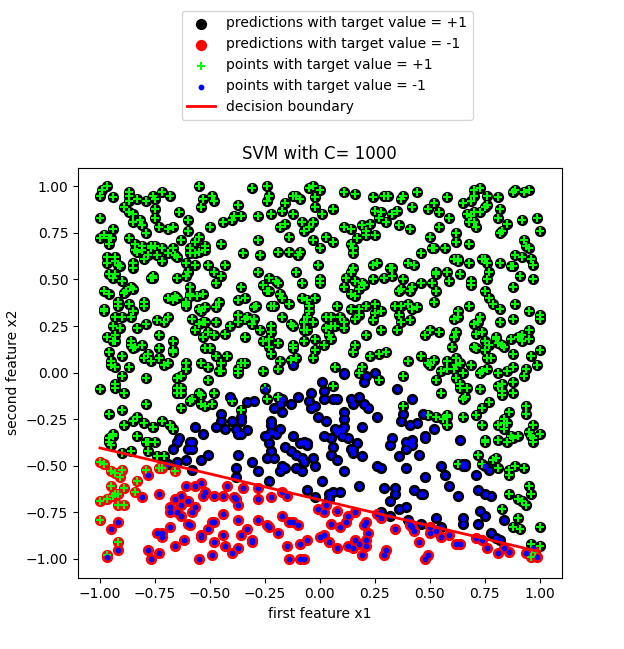 predictions with target value = +1
predictions with target value = -1
points with target value = +1
points with target value = -1
decision boundary
SVM with C= 1000
1.00
0.75
0.50
0.25
0.00
−0.25
−0.50
−0.75
−1.00
second feature x2
−1.00 −0.75 −0.50 −0.25 0.00 0.25 0.50 0.75 1.00
first feature x1